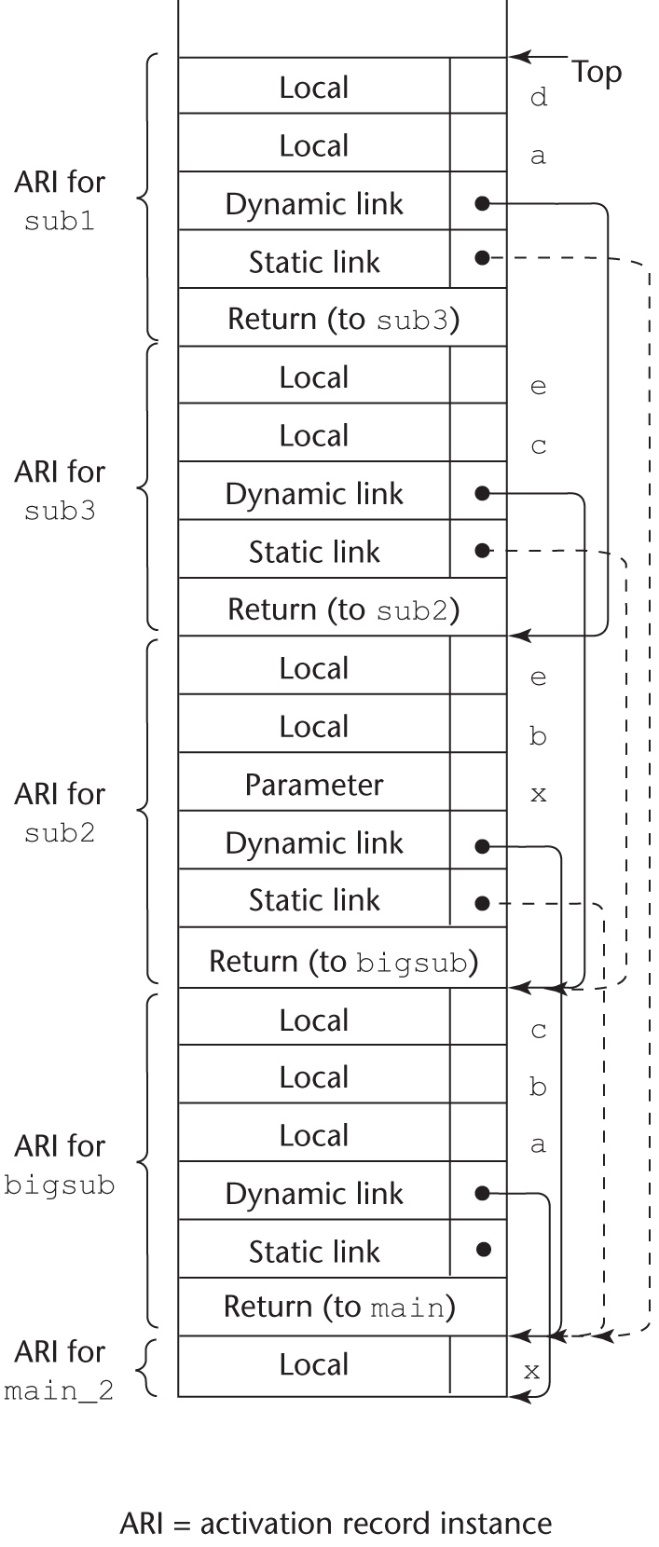 Top
Local
d
Local
a
ARI for
sub1
Dynamic link
Static link
Return (to sub3)
Local
e
Local
c
ARI for
sub3
Dynamic link
Static link
Return (to sub2)
Local
e
Local
b
Parameter
x
ARI for
sub2
Dynamic link
Static link
Return (to bigsub)
Local
c
Local
b
Local
a
ARI for
bigsub
Dynamic link
Static link
Return (to main)
ARI for
main_2
Local
x
ARI = activation record instance